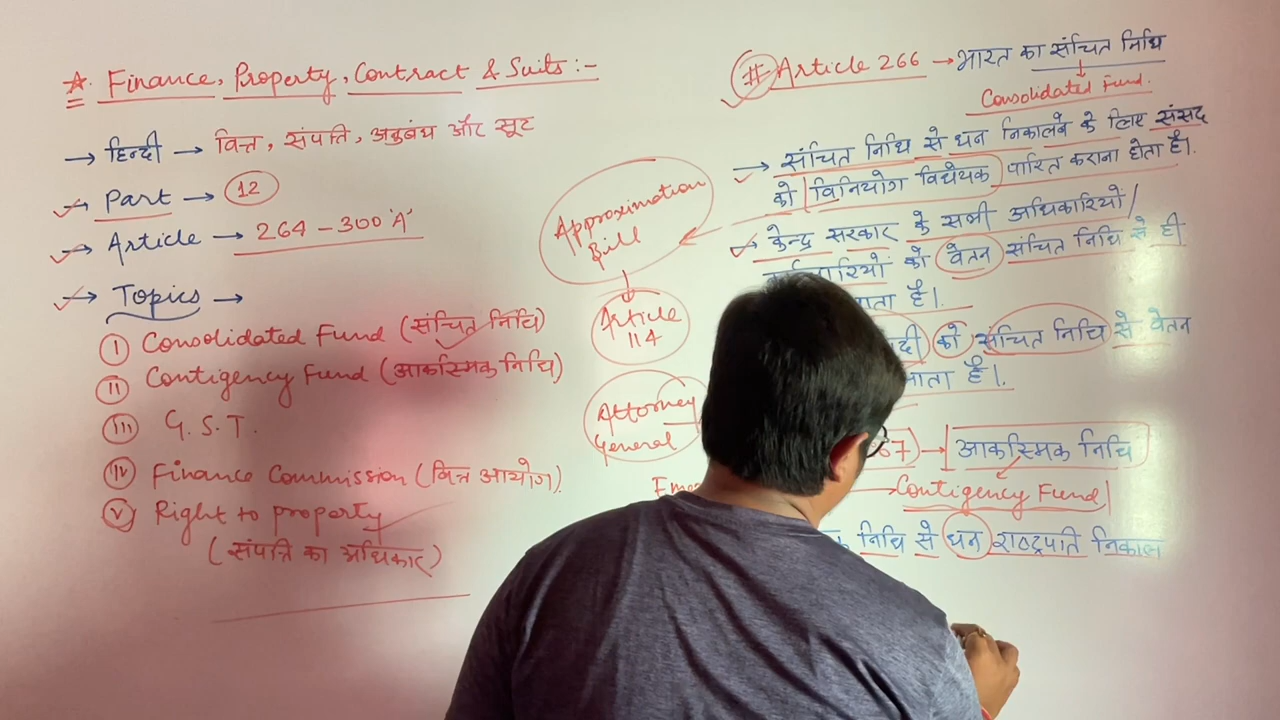 ☆. Finance, Property, Contract & Suits:-
→ हिन्दी → वित्त, संपत्ति, अनुबंध और सूट
→ Part → 12
→ Article → 264 - 300 'A'
→ Topics →
I Consolidated Fund (संचित निधि)
II Contigency Fund (आकस्मिक निधि)
III G.S.T.
IV Finance Commission (वित्त आयोग).
V Right to property
(संपत्ति का अधिकार)
Approximation
Bill
Article
114
Attorney
General
# Article 266 → भारत का संचित निधि
Consolidated Fund.
→ संचित निधि से धन निकालने के लिए संसद
को विनियोग विधेयक पारित कराना होता है।
→ केन्द्र सरकार के सभी अधिकारियों/
को वेतन संचित निधि से ही
है।
को संचित निधि से वेतन
है।
67) → आकस्मिक निधि
→ Contigency Fund
निधि से धन राष्ट्रपति निकाल